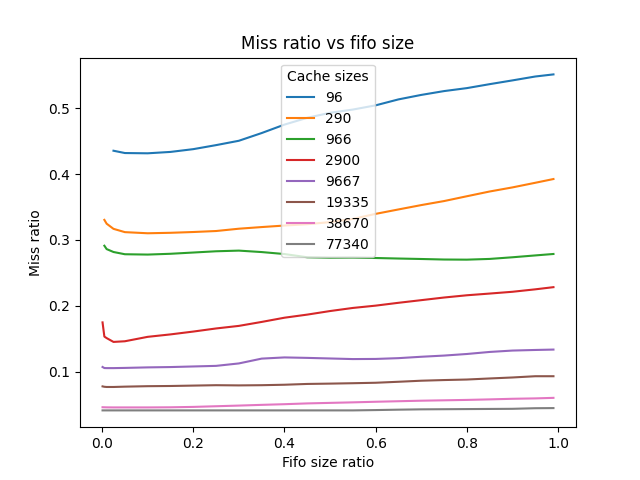 Miss ratio vs fifo size
Cache sizes
96
290
966
2900
9667
19335
38670
77340
Miss ratio
0.5
0.4
0.3
0.2
0.1
0.0 0.2 0.4 0.6 0.8 1.0
Fifo size ratio